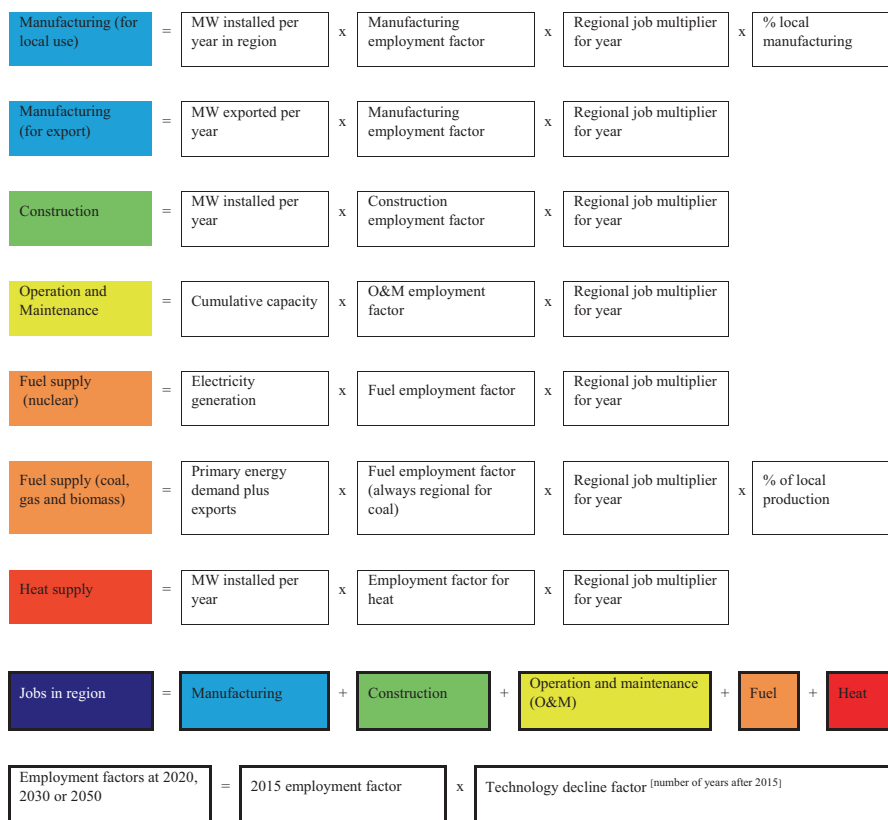 Manufacturing (for local use) = MW installed per year in region x Manufacturing employment factor x Regional job multiplier for year x % local manufacturing
Manufacturing (for export) = MW exported per year x Manufacturing employment factor x Regional job multiplier for year
Construction = MW installed per year x Construction employment factor x Regional job multiplier for year
Operation and Maintenance = Cumulative capacity x O&M employment factor x Regional job multiplier for year
Fuel supply (nuclear) = Electricity generation x Fuel employment factor x Regional job multiplier for year
Fuel supply (coal, gas and biomass) = Primary energy demand plus exports x Fuel employment factor (always regional for coal) x Regional job multiplier for year x % of local production
Heat supply = MW installed per year x Employment factor for heat x Regional job multiplier for year
Jobs in region = Manufacturing + Construction + Operation and maintenance (O&M) + Fuel + Heat
Employment factors at 2020, 2030 or 2050 = 2015 employment factor x Technology decline factor [number of years after 2015]